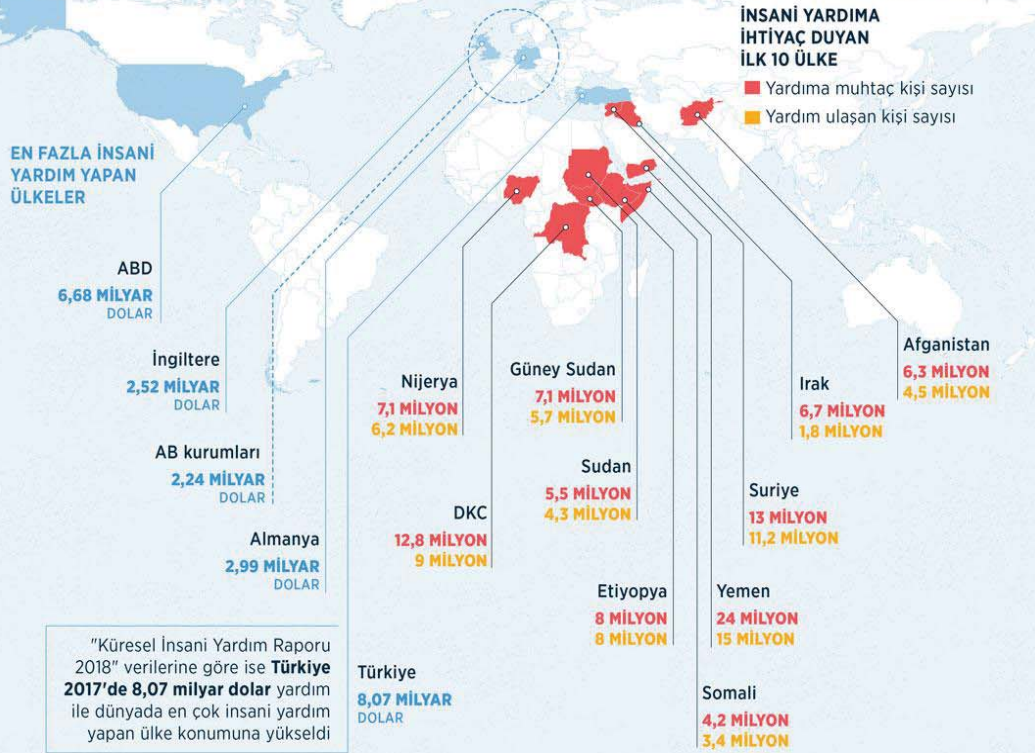 İNSANİ YARDIMA
İHTİYAÇ DUYAN
İLK 10 ÜLKE
Yardıma muhtaç kişi sayısı
Yardım ulaşan kişi sayısı
EN FAZLA İNSANİ
YARDIM YAPAN
ÜLKELER
ABD
6,68 MİLYAR
DOLAR
İngiltere
2,52 MİLYAR
DOLAR
AB kurumları
2,24 MİLYAR
DOLAR
Almanya
2,99 MİLYAR
DOLAR
Türkiye
8,07 MİLYAR
DOLAR
"Küresel İnsani Yardım Raporu
2018" verilerine göre ise Türkiye
2017'de 8,07 milyar dolar yardım
ile dünyada en çok insani yardım
yapan ülke konumuna yükseldi
Nijerya
7,1 MİLYON
6,2 MİLYON
DKC
12,8 MİLYON
9 MİLYON
Güney Sudan
7,1 MİLYON
5,7 MİLYON
Sudan
5,5 MİLYON
4,3 MİLYON
Etiyopya
8 MİLYON
8 MİLYON
Somali
4,2 MİLYON
3,4 MİLYON
Yemen
24 MİLYON
15 MİLYON
Suriye
13 MİLYON
11,2 MİLYON
Irak
6,7 MİLYON
1,8 MİLYON
Afganistan
6,3 MİLYON
4,5 MİLYON